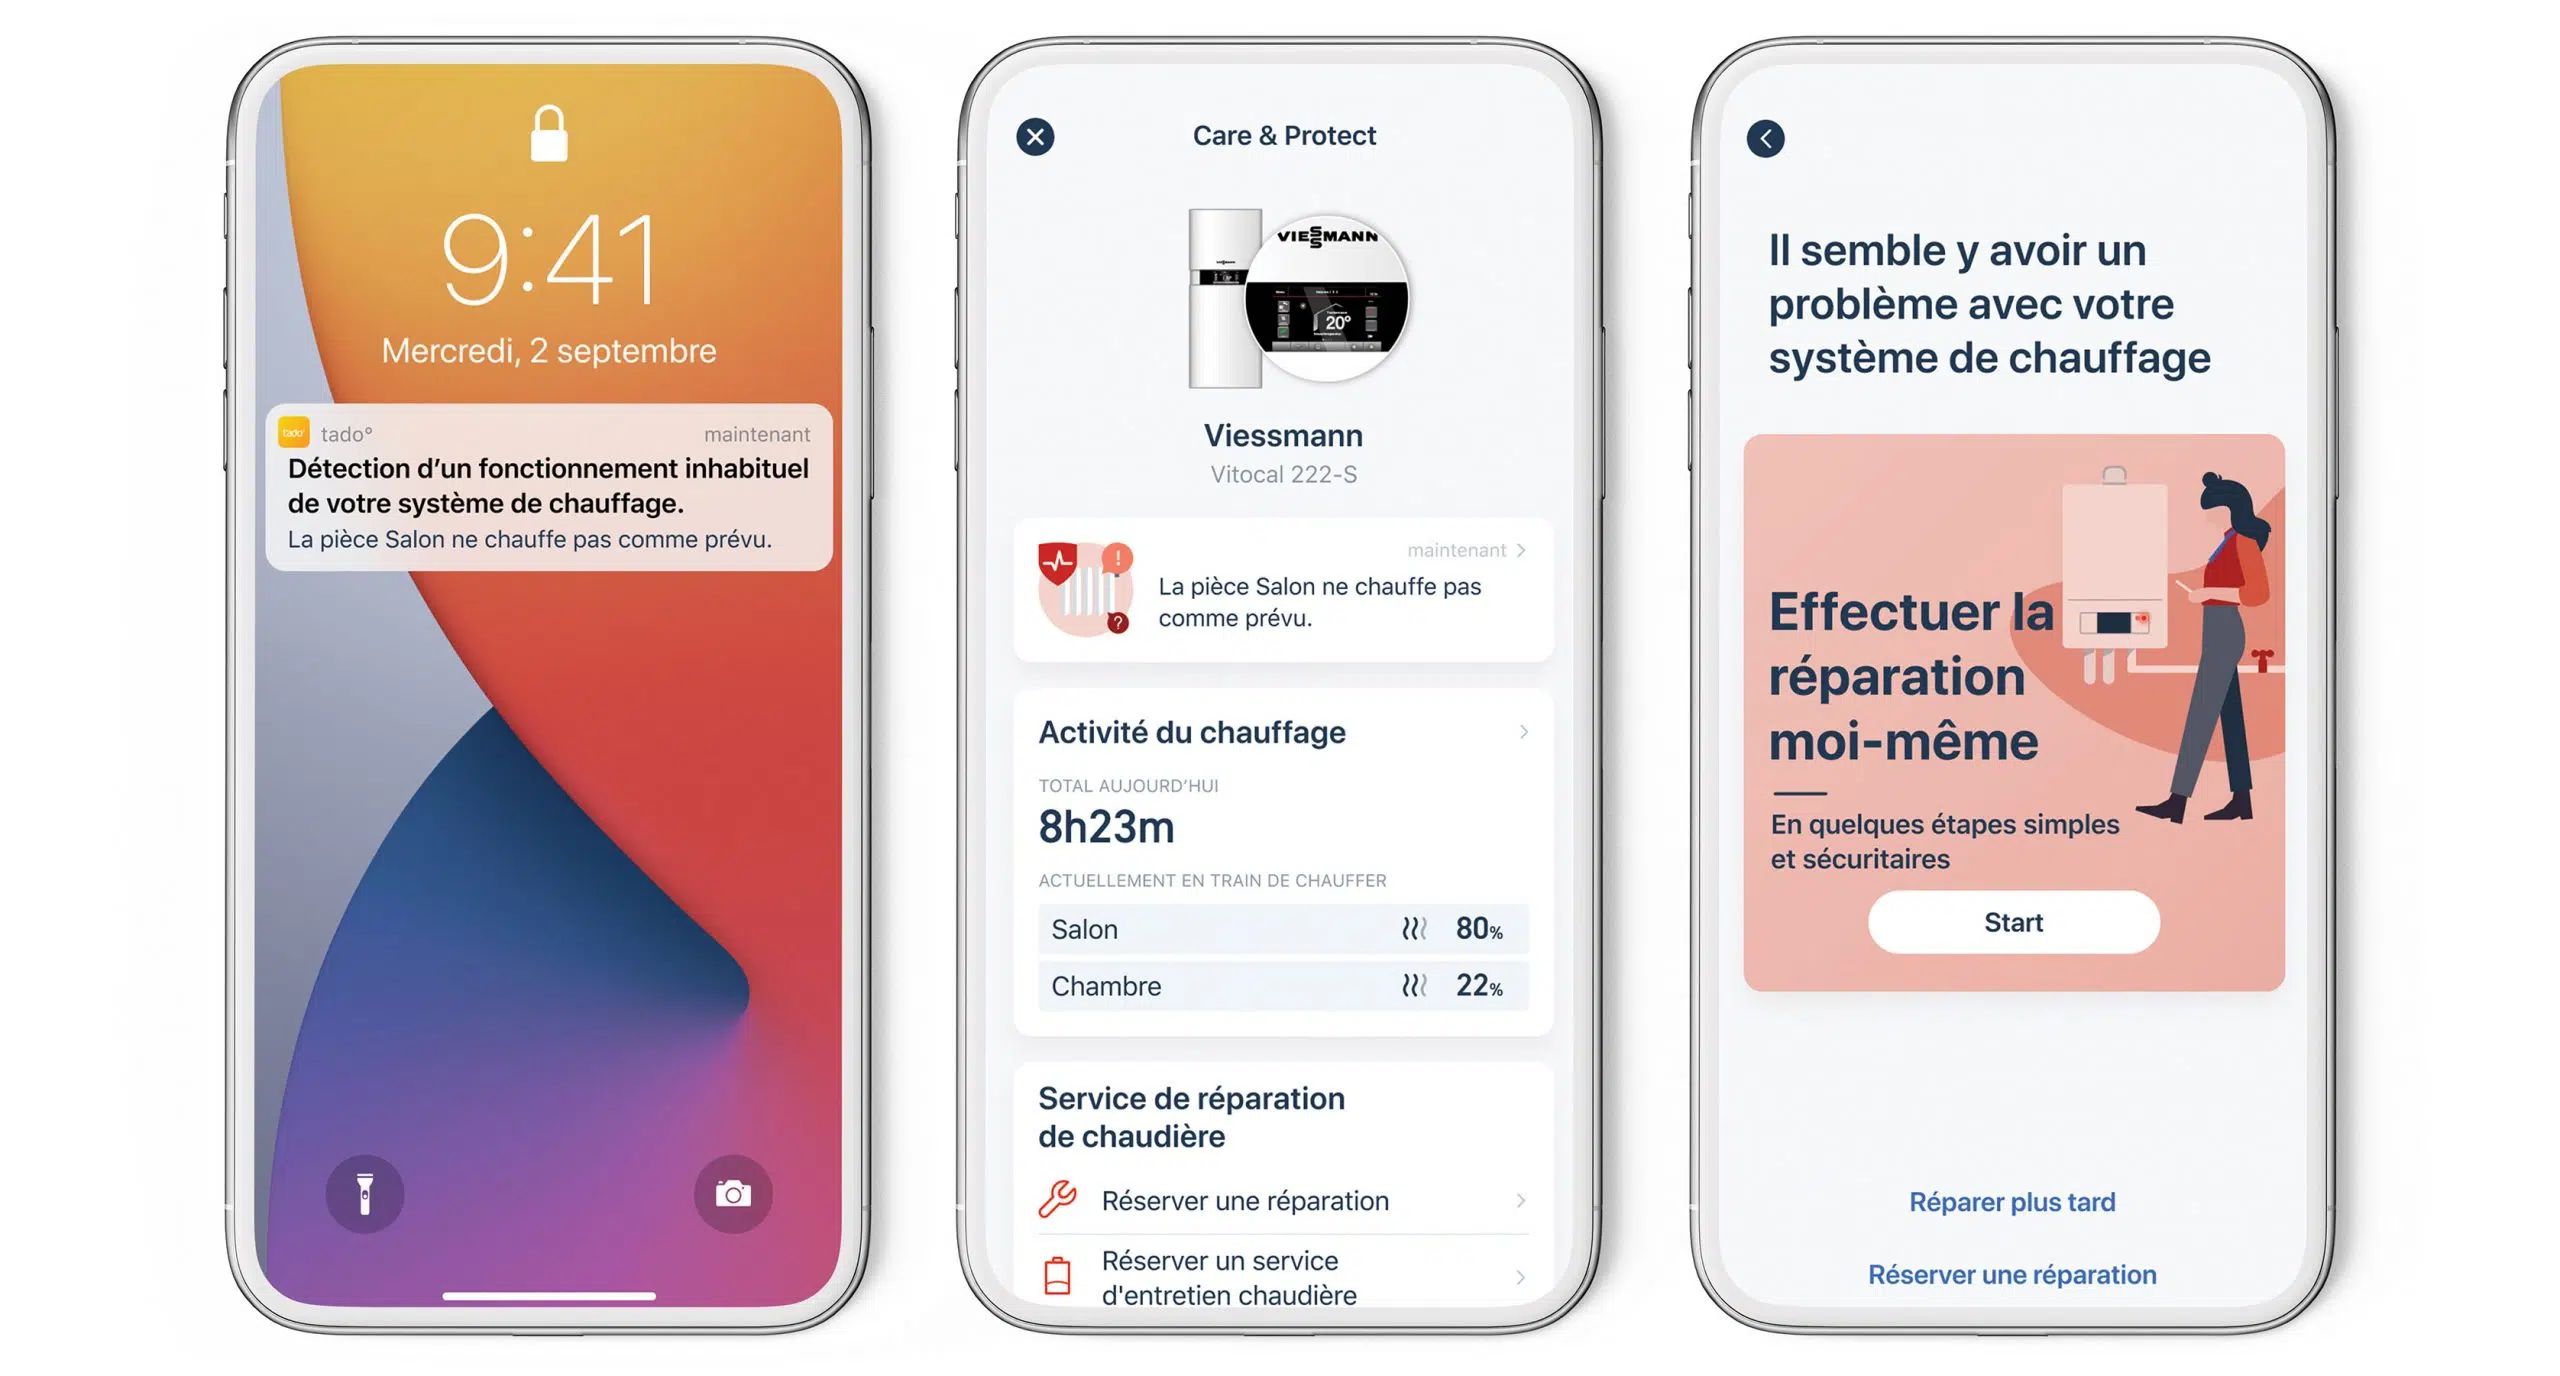 9:41
Mercredi, 2 septembre
tado°
tado° maintenant
Détection d’un fonctionnement inhabituel
de votre système de chauffage.
La pièce Salon ne chauffe pas comme prévu.
Care & Protect
VIESSMANN
20°
Viessmann
Vitocal 222-S
maintenant
La pièce Salon ne chauffe pas
comme prévu.
Activité du chauffage
TOTAL AUJOURD’HUI
8h23m
ACTUELLEMENT EN TRAIN DE CHAUFFER
Salon 80%
Chambre 22%
Service de réparation
de chaudière
Réserver une réparation
Réserver un service
d'entretien chaudière
Il semble y avoir un
problème avec votre
système de chauffage
Effectuer la
réparation
moi-même
En quelques étapes simples
et sécuritaires
Start
Réparer plus tard
Réserver une réparation